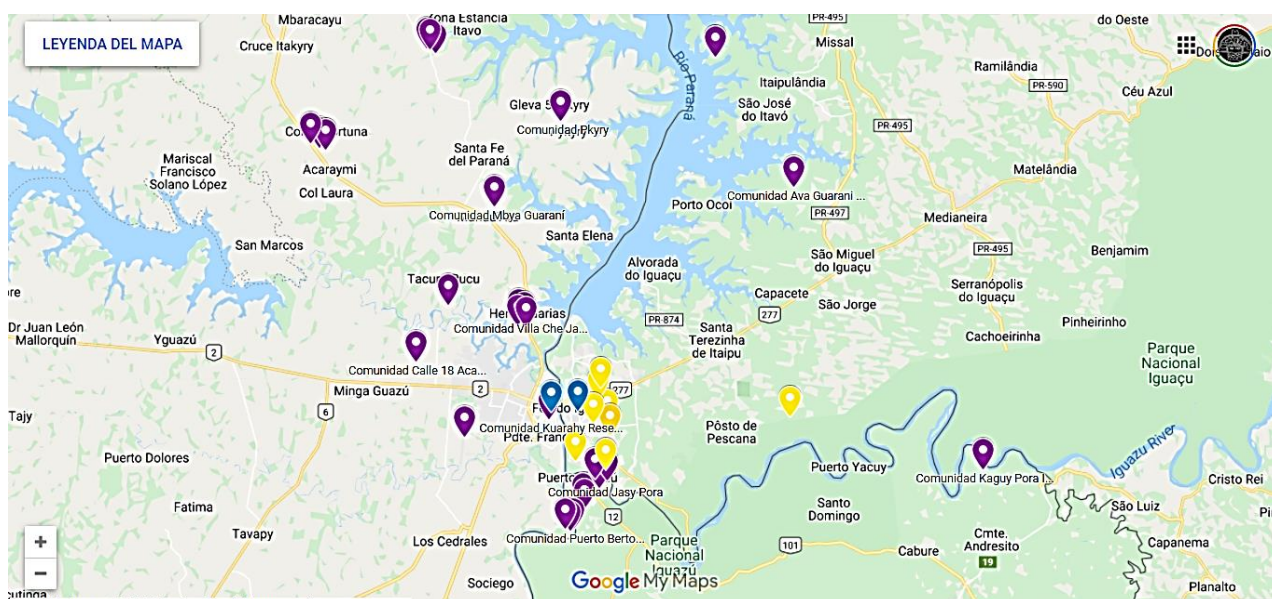 LEYENDA DEL MAPA
Mbaracayu
Cruce Itakyry
Zona Estancia
Itavo
PR-495
do Oeste
Missal
Ramilândia
PR-590
Céu Azul
Rio Paraná
Itaipulândia
São José
do Itavó
PR-495
Gleva
Comunidad Pkyry
Acaraymi
Col Laura
Mariscal
Francisco
Solano López
Santa Fe
del Paraná
Comunidad Mbya Guaraní
Matelândia
Comunidad Ava Guarani ...
Porto Ocoí
PR-497
Medianeira
PR-495
San Marcos
Santa Elena
Alvorada
do Iguaçu
São Miguel
do Iguaçu
Benjamim
Serranópolis
do Iguaçu
Capacete
277
São Jorge
Pinheirinho
Cachoeirinha
Dr Juan León
Mallorquín
Yguazú
2
Comunidad Villa Che Ja...
PR-874
Santa
Terezinha
de Itaipu
Parque
Nacional
Iguaçu
Comunidad Calle 18 Aca...
Minga Guazú
2
277
6
Tajy
Comunidad Kuarahy Rese...
Pdte. Franc
Pôsto de
Pescana
Puerto Dolores
Puerto Yacuy
Comunidad Kaguy Pora I...
Iguazu River
Cristo Rei
Comunidad Jasy Pora
Fatima
12
Santo
Domingo
São Luiz
Tavapy
Los Cedrales
Comunidad Puerto Berto...
Parque
Nacional
Iguazú
101
Cabure
Cmte.
Andresito
19
Capanema
Sociego
Planalto
+
−
Google My Maps